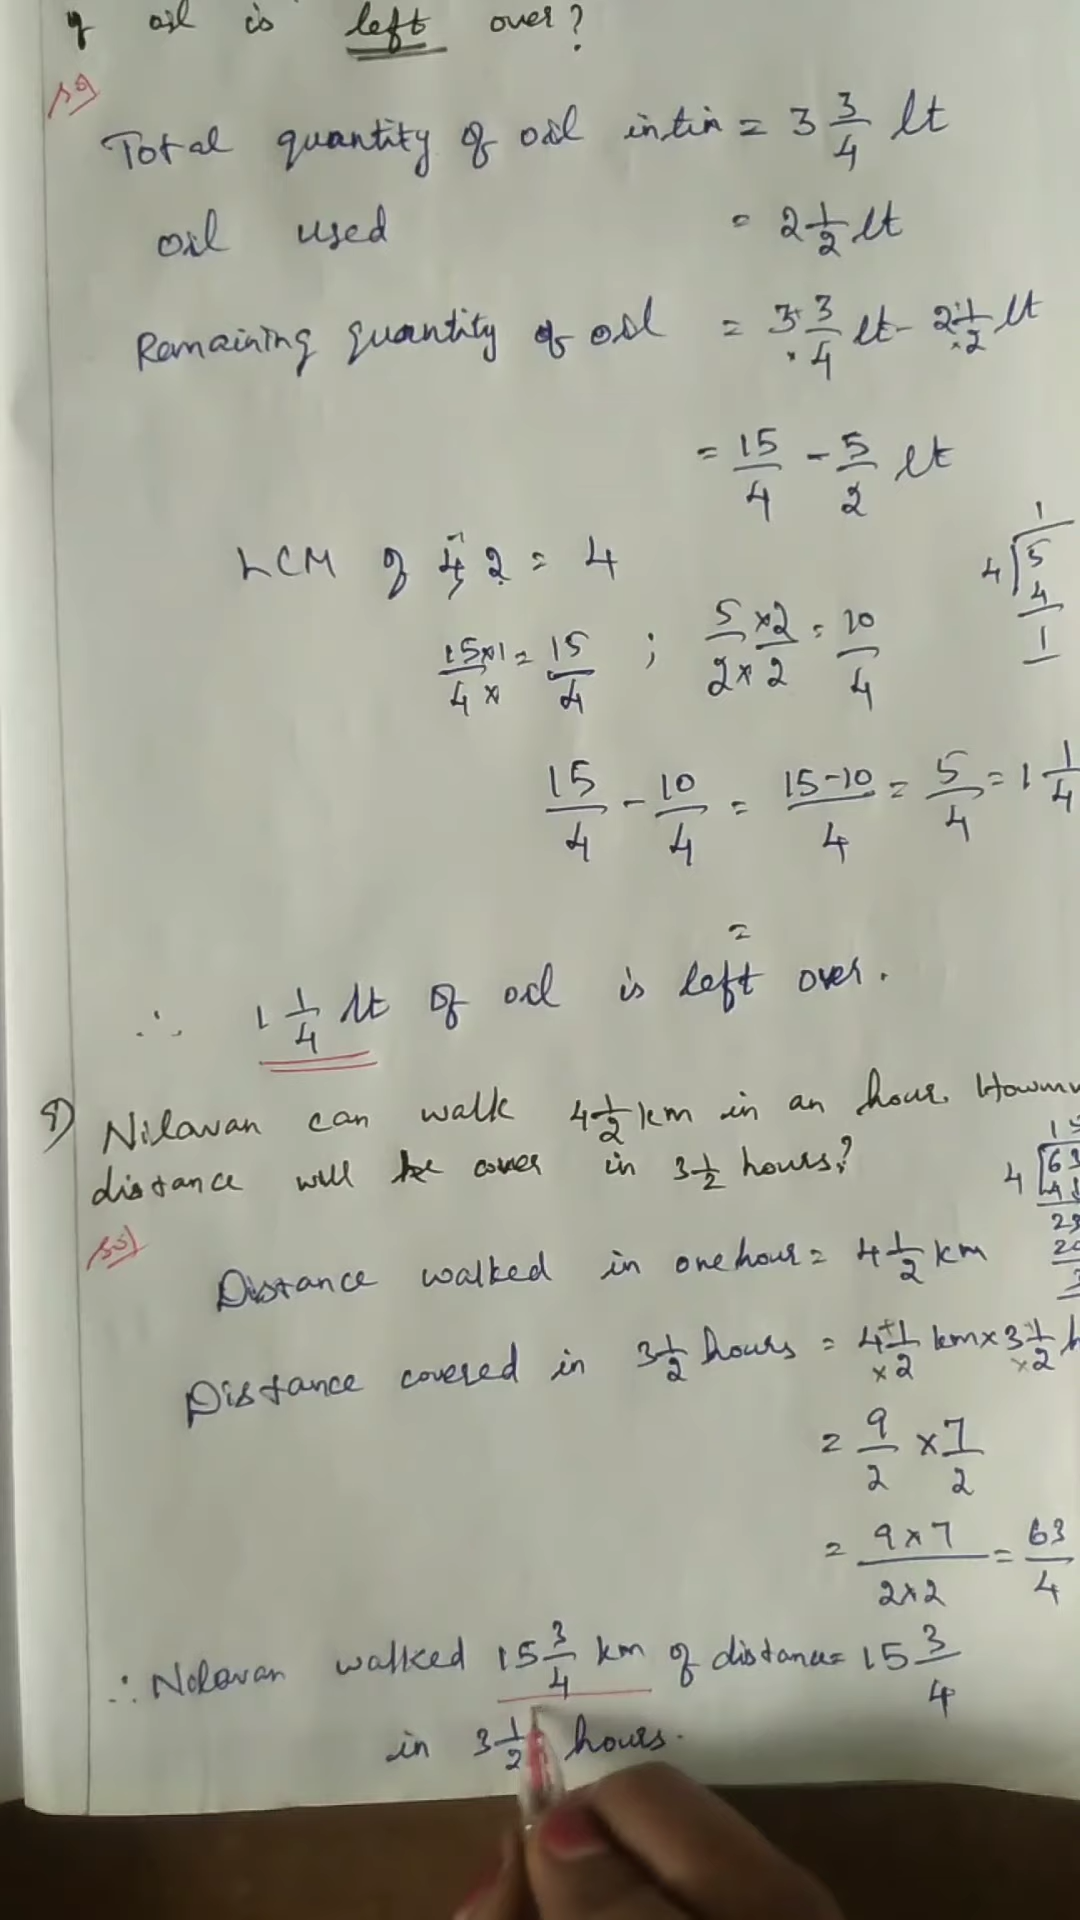 of oil is left over?
Sol
Total quantity of oil in tin = 3 3/4 lt
oil used = 2 1/2 lt
Remaining quantity of oil = 3 3/4 lt - 2 1/2 lt
= 15/4 - 5/2 lt
LCM of 4, 2 = 4
4) 5 (1
4
1
15×1/4× = 15/4 ; 5/2 × 2/2 = 10/4
15/4 - 10/4 = 15-10/4 = 5/4 = 1 1/4
=
∴ 1 1/4 lt of oil is left over.
8) Nilavan can walk 4 1/2 km in an hour. How mu
distance will he cover in 3 1/2 hours?
Sol
Distance walked in one hour = 4 1/2 km
Distance covered in 3 1/2 hours = 4 1/2 km × 3 1/2 h
= 9/2 × 7/2
= 9×7/2×2 = 63/4
∴ Nilavan walked 15 3/4 km of distance = 15 3/4
in 3 1/2 hours.